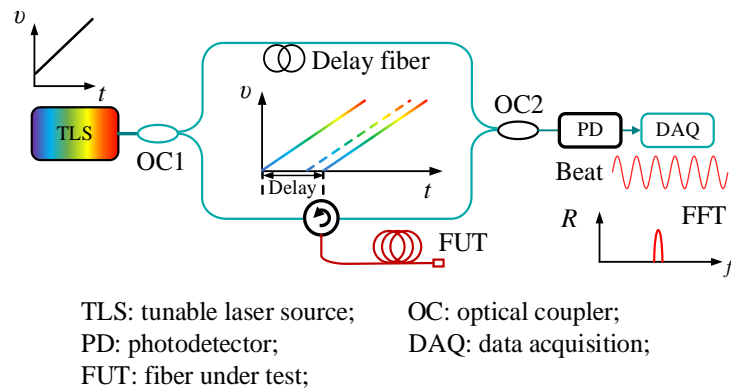 υ
t
Delay fiber
TLS
OC1
υ
Delay
t
OC2
PD
DAQ
Beat
FUT
R
FFT
f
TLS: tunable laser source;
OC: optical coupler;
PD: photodetector;
DAQ: data acquisition;
FUT: fiber under test;